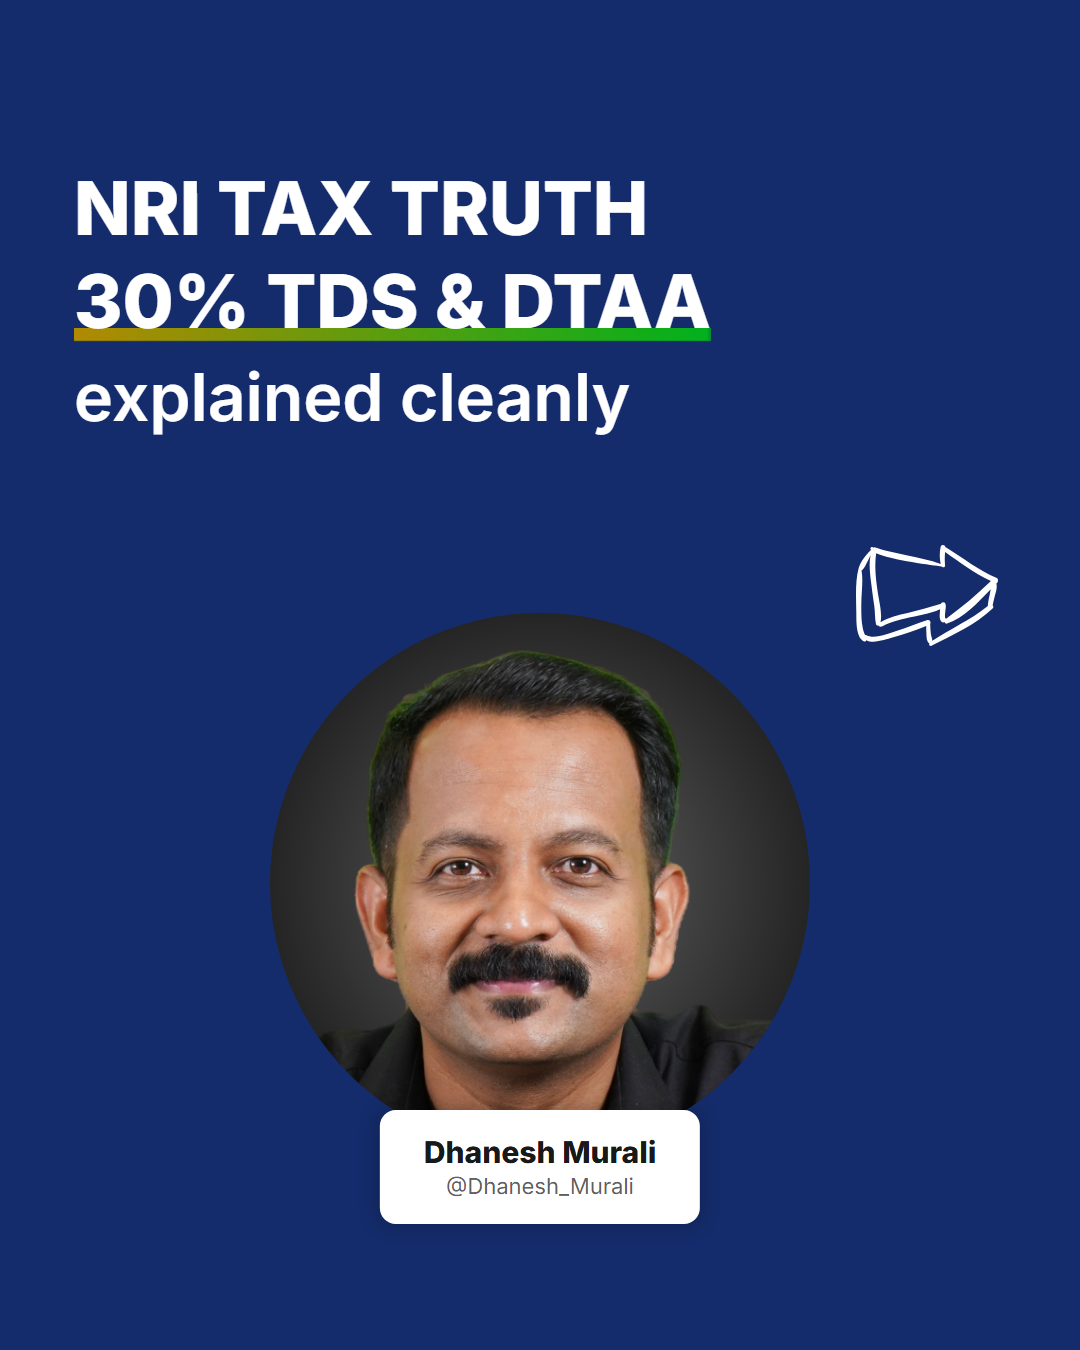 NRI TAX TRUTH
30% TDS & DTAA
explained cleanly
Dhanesh Murali
@Dhanesh_Murali